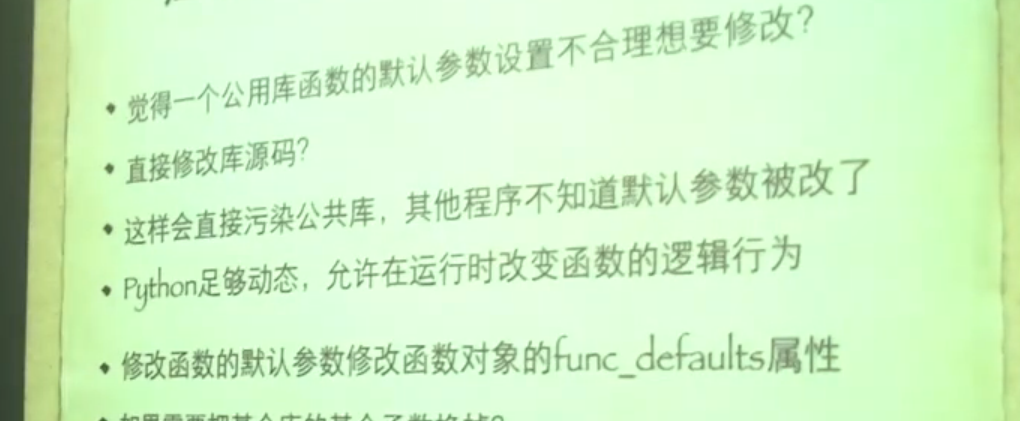 • 觉得一个公用库函数的默认参数设置不合理想要修改？
• 直接修改库源码？
• 这样会直接污染公共库，其他程序不知道默认参数被改了
• Python足够动态，允许在运行时改变函数的逻辑行为
• 修改函数的默认参数修改函数对象的func_defaults属性